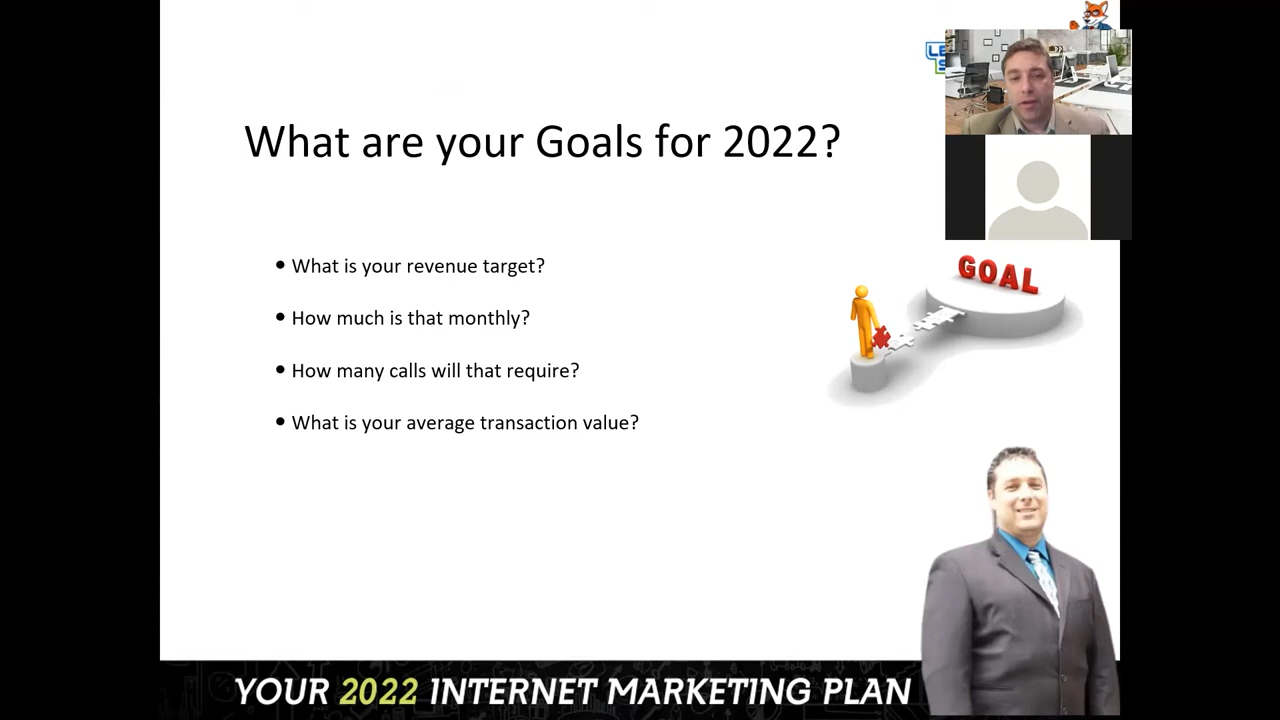 What are your Goals for 2022?
• What is your revenue target?
• How much is that monthly?
• How many calls will that require?
• What is your average transaction value?
GOAL
YOUR 2022 INTERNET MARKETING PLAN